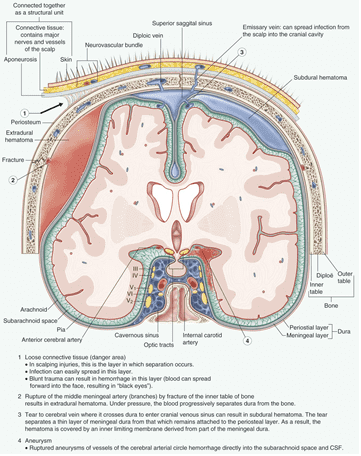 Connected together
as a structural unit
Connective tissue:
contains major
nerves and vessels
of the scalp
Aponeurosis
Skin
Neurovascular bundle
Diploic vein
Superior saggital sinus
Emissary vein: can spread infection from
the scalp into the cranial cavity
3
Subdural hematoma
1
Periosteum
Extradural
hematoma
Fracture
2
III
IV
V₁
VI
V₂
Arachnoid
Subarachnoid space
Pia
Anterior cerebral artery
Cavernous sinus
Optic tracts
Internal carotid
artery
4
Diploë
Outer
table
Inner
table
Bone
Periostial layer
Meningeal layer
Dura
1 Loose connective tissue (danger area)
• In scalping injuries, this is the layer in which separation occurs.
• Infection can easily spread in this layer.
• Blunt trauma can result in hemorrhage in this layer (blood can spread
forward into the face, resulting in "black eyes").
2 Rupture of the middle meningeal artery (branches) by fracture of the inner table of bone
results in extradural hematoma. Under pressure, the blood progressively separates dura from the bone.
3 Tear to cerebral vein where it crosses dura to enter cranial venous sinus can result in subdural hematoma. The tear
separates a thin layer of meningeal dura from that which remains attached to the periosteal layer. As a result, the
hematoma is covered by an inner limiting membrane derived from part of the meningeal dura.
4 Aneurysm
• Ruptured aneurysms of vessels of the cerebral arterial circle hemorrhage directly into the subarachnoid space and CSF.